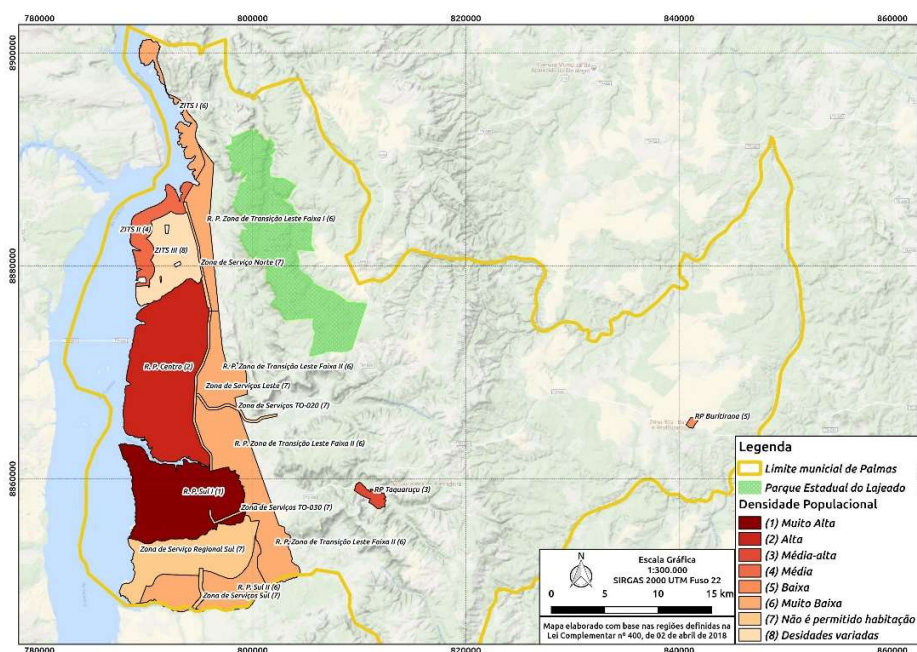 780000
800000
820000
840000
860000
8900000
8880000
8860000
ZITS I (6)
R. P. Zona de Transição Leste Faixa I (6)
ZITS II (4)
ZITS III (8)
Zona de Serviço Norte (7)
R. P. Centro (2)
R. P. Zona de Transição Leste Faixa II (6)
Zona de Serviços Leste (7)
Zona de Serviços TO-020 (7)
RP Buritirana (5)
R. P. Zona de Transição Leste Faixa II (6)
R. P. Sul I (1)
RP Taquaruçu (3)
Zona de Serviços TO-030 (7)
Zona de Serviço Regional Sul (7)
R. P. Zona de Transição Leste Faixa II (6)
R. P. Sul II (6)
Zona de Serviços Sul (7)
Legenda
Limite municial de Palmas
Parque Estadual do Lajeado
Densidade Populacional
(1) Muito Alta
(2) Alta
(3) Média-alta
(4) Média
(5) Baixa
(6) Muito Baixa
(7) Não é permitido habitação
(8) Desidades variadas
N
Escala Gráfica
1:300.000
SIRGAS 2000 UTM Fuso 22
0 5 10 15 km
Mapa elaborado com base nas regiões definidas na
Lei Complementar nº 400, de 02 de abril de 2018
780000
800000
820000
840000
860000